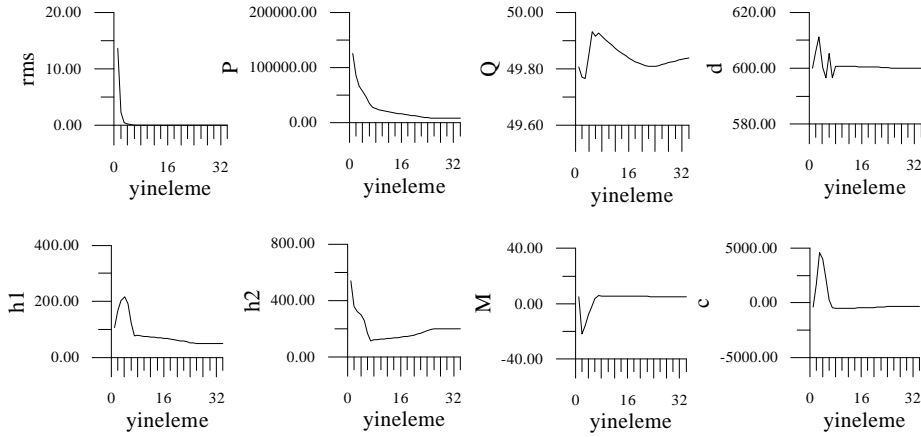 20.00
10.00
0.00
rms
0 16 32
yineleme
200000.00
100000.00
0.00
P
0 16 32
yineleme
50.00
49.80
49.60
Q
0 16 32
yineleme
620.00
600.00
580.00
d
0 16 32
yineleme
400.00
200.00
0.00
h1
0 16 32
yineleme
800.00
400.00
0.00
h2
0 16 32
yineleme
40.00
0.00
-40.00
M
0 16 32
yineleme
5000.00
0.00
-5000.00
c
0 16 32
yineleme